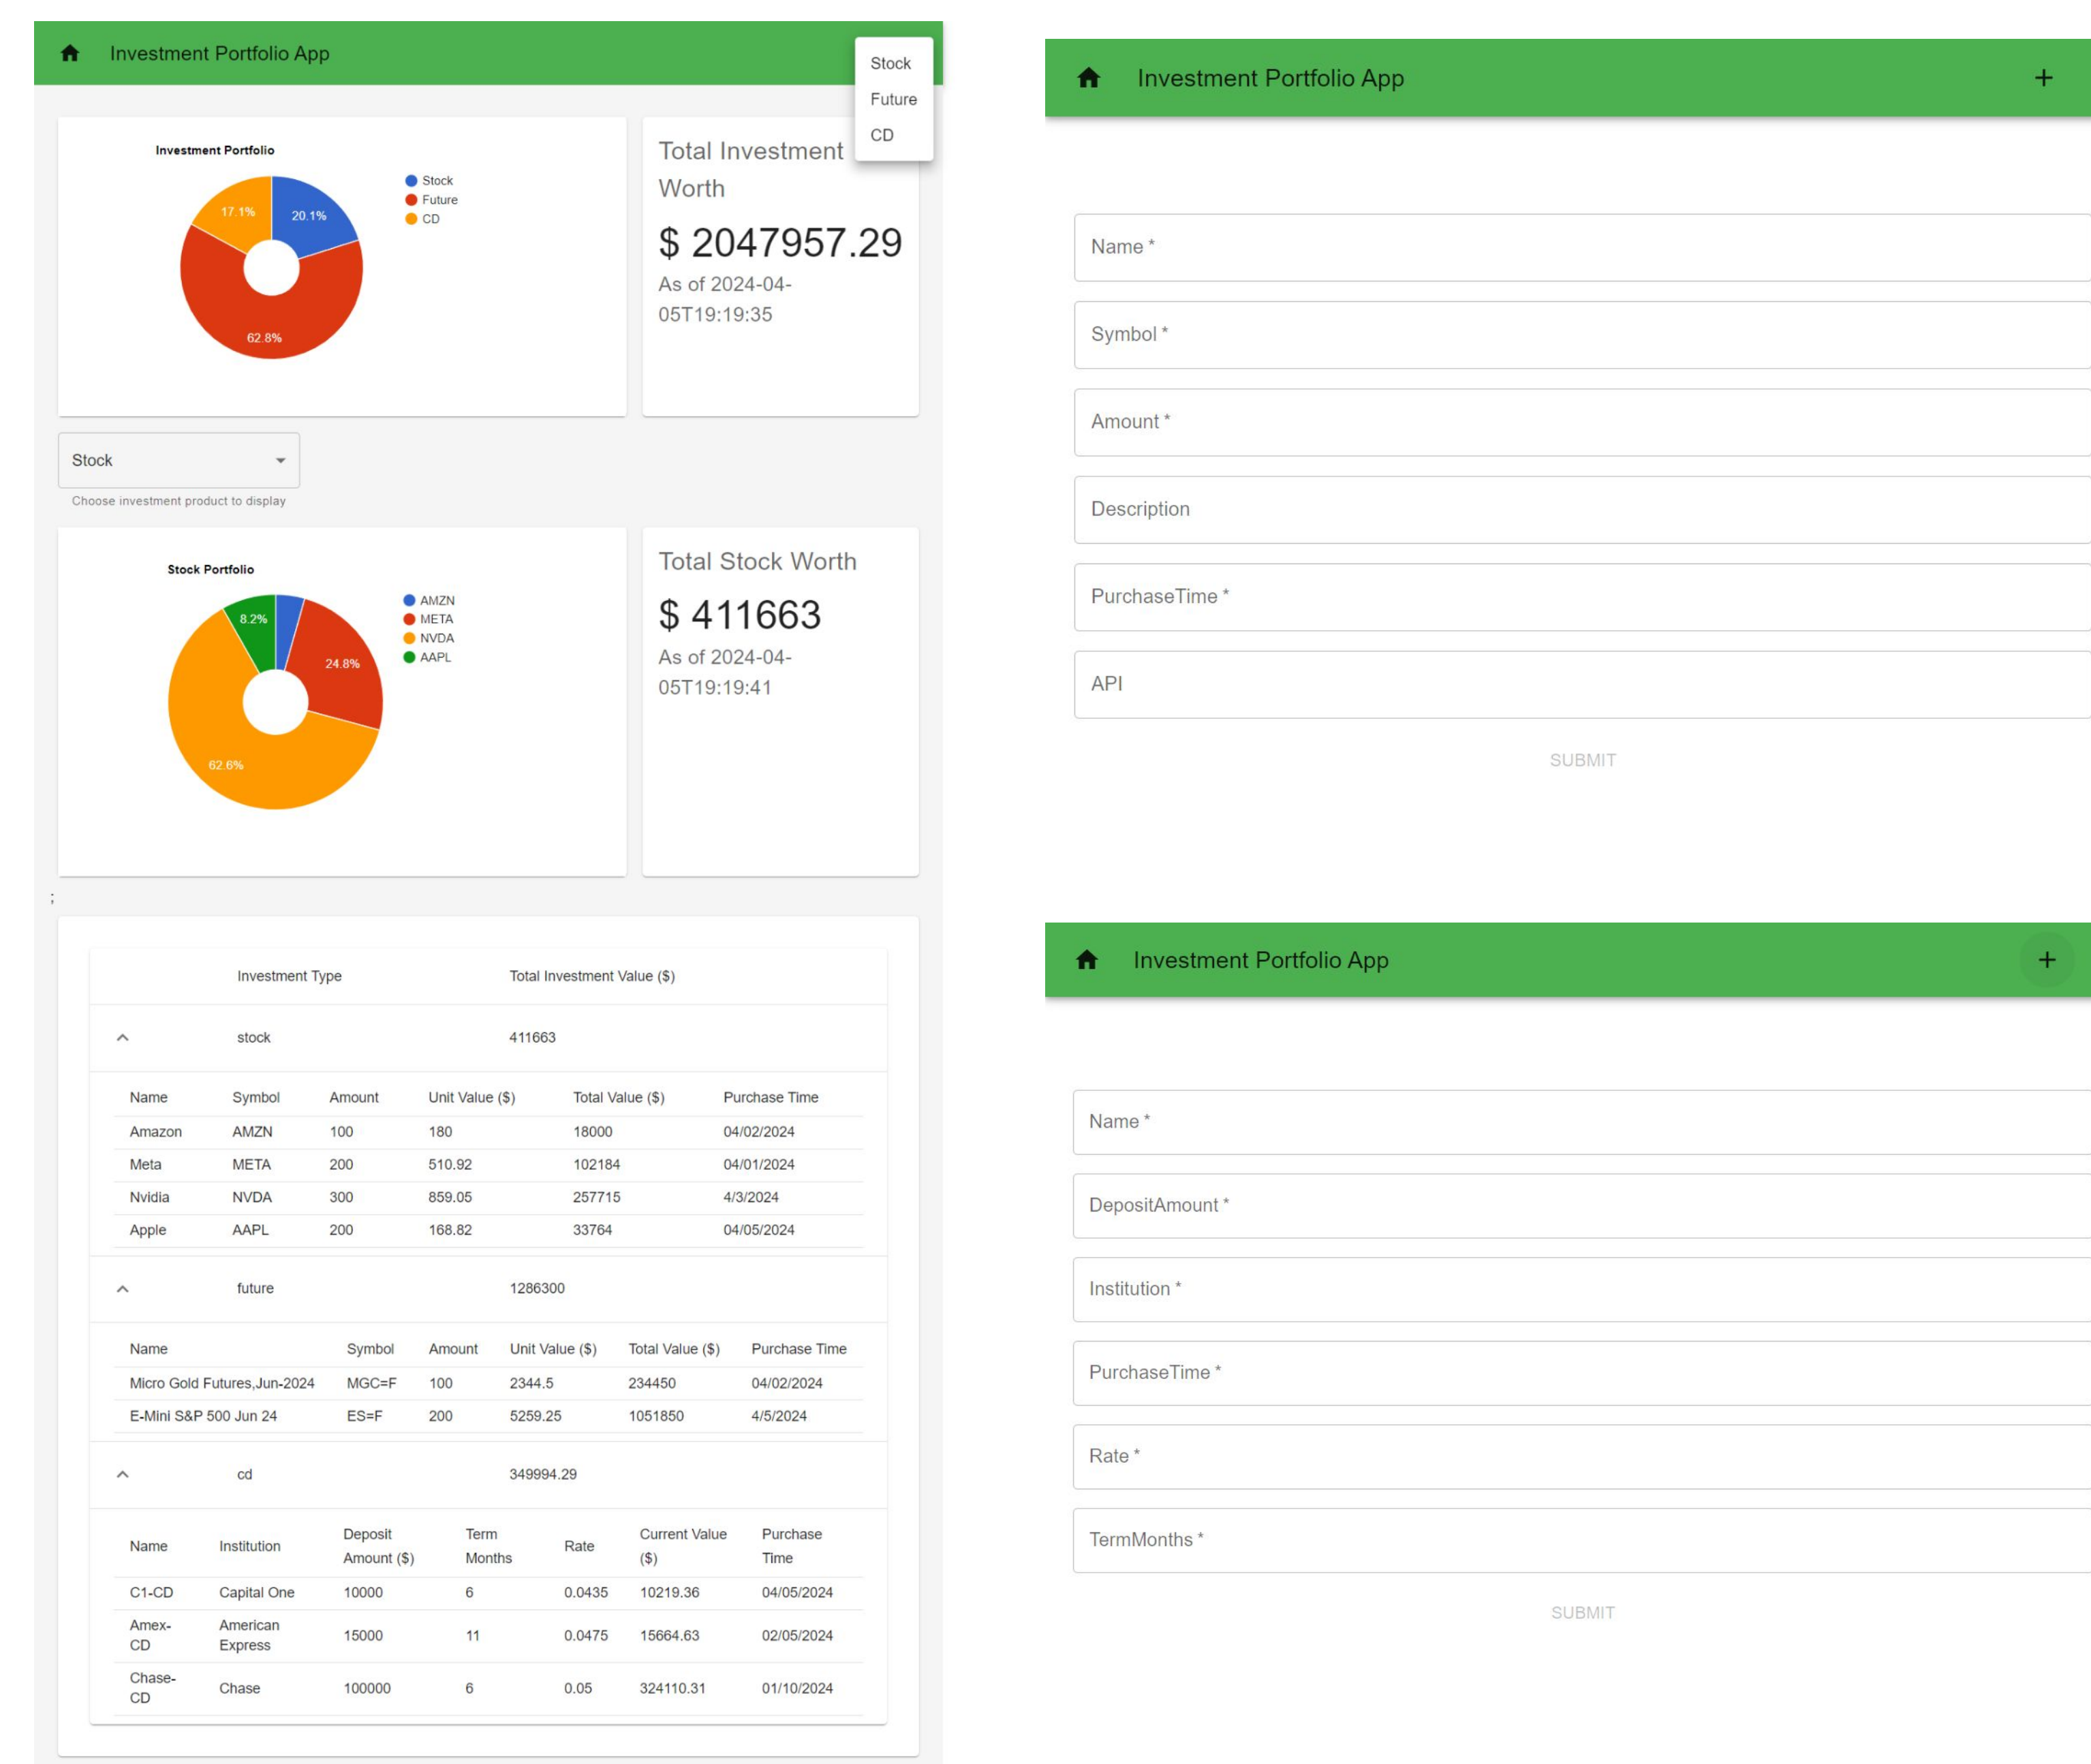 Investment Portfolio App
Stock
Future
CD
Investment Portfolio
Stock
Future
CD
17.1%
20.1%
62.8%
Total Investment
Worth
$ 2047957.29
As of 2024-04-
05T19:19:35
Stock
Choose investment product to display
Stock Portfolio
AMZN
META
NVDA
AAPL
8.2%
24.8%
62.6%
Total Stock Worth
$ 411663
As of 2024-04-
05T19:19:41
;
Investment Type Total Investment Value ($)
stock 411663
Name Symbol Amount Unit Value ($) Total Value ($) Purchase Time
Amazon AMZN 100 180 18000 04/02/2024
Meta META 200 510.92 102184 04/01/2024
Nvidia NVDA 300 859.05 257715 4/3/2024
Apple AAPL 200 168.82 33764 04/05/2024
future 1286300
Name Symbol Amount Unit Value ($) Total Value ($) Purchase Time
Micro Gold Futures,Jun-2024 MGC=F 100 2344.5 234450 04/02/2024
E-Mini S&P 500 Jun 24 ES=F 200 5259.25 1051850 4/5/2024
cd 349994.29
Name Institution Deposit Amount ($) Term Months Rate Current Value ($) Purchase Time
C1-CD Capital One 10000 6 0.0435 10219.36 04/05/2024
Amex-CD American Express 15000 11 0.0475 15664.63 02/05/2024
Chase-CD Chase 100000 6 0.05 324110.31 01/10/2024
Investment Portfolio App +
Name *
Symbol *
Amount *
Description
PurchaseTime *
API
SUBMIT
Investment Portfolio App +
Name *
DepositAmount *
Institution *
PurchaseTime *
Rate *
TermMonths *
SUBMIT